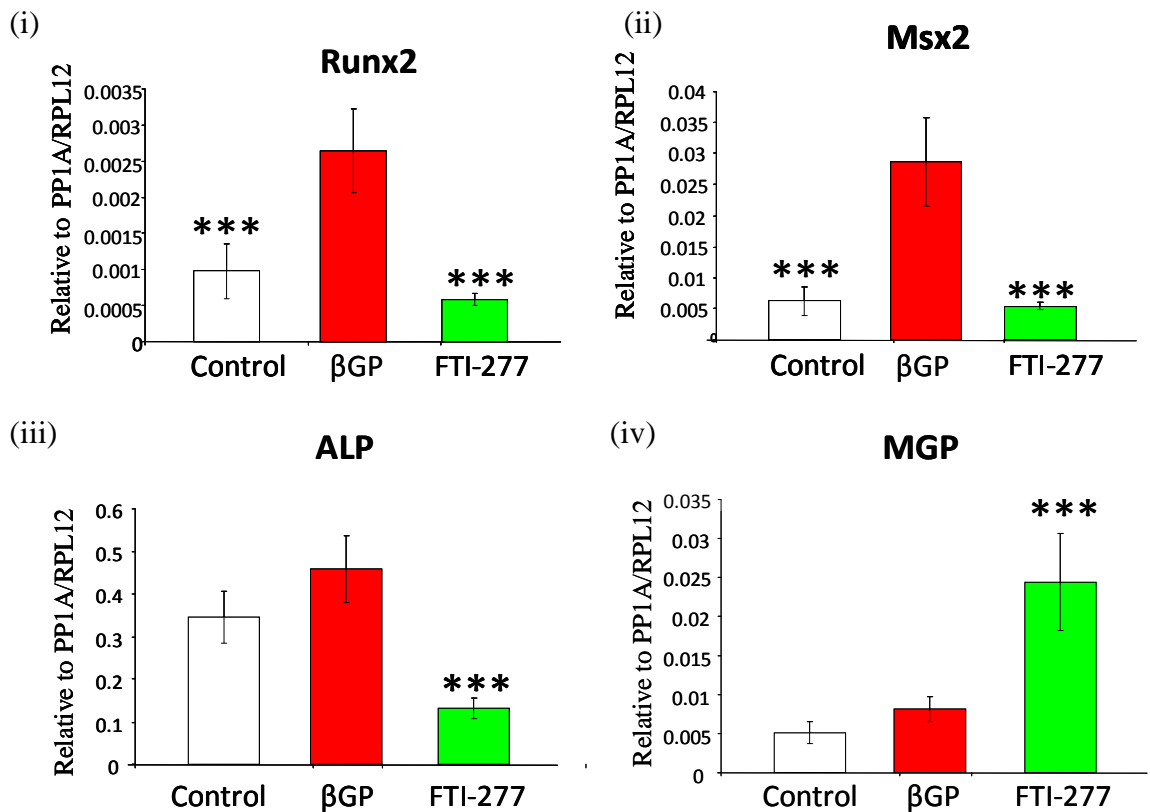 (i)
Runx2
Relative to PP1A/RPL12
0.0035
0.003
0.0025
0.002
0.0015
0.001
0.0005
0
***
***
Control βGP FTI-277
(ii)
Msx2
Relative to PP1A/RPL12
0.04
0.035
0.03
0.025
0.02
0.015
0.01
0.005
0
***
***
Control βGP FTI-277
(iii)
ALP
Relative to PP1A/RPL12
0.6
0.5
0.4
0.3
0.2
0.1
0
***
Control βGP FTI-277
(iv)
MGP
Relative to PP1A/RPL12
0.035
0.03
0.025
0.02
0.015
0.01
0.005
0
***
Control βGP FTI-277